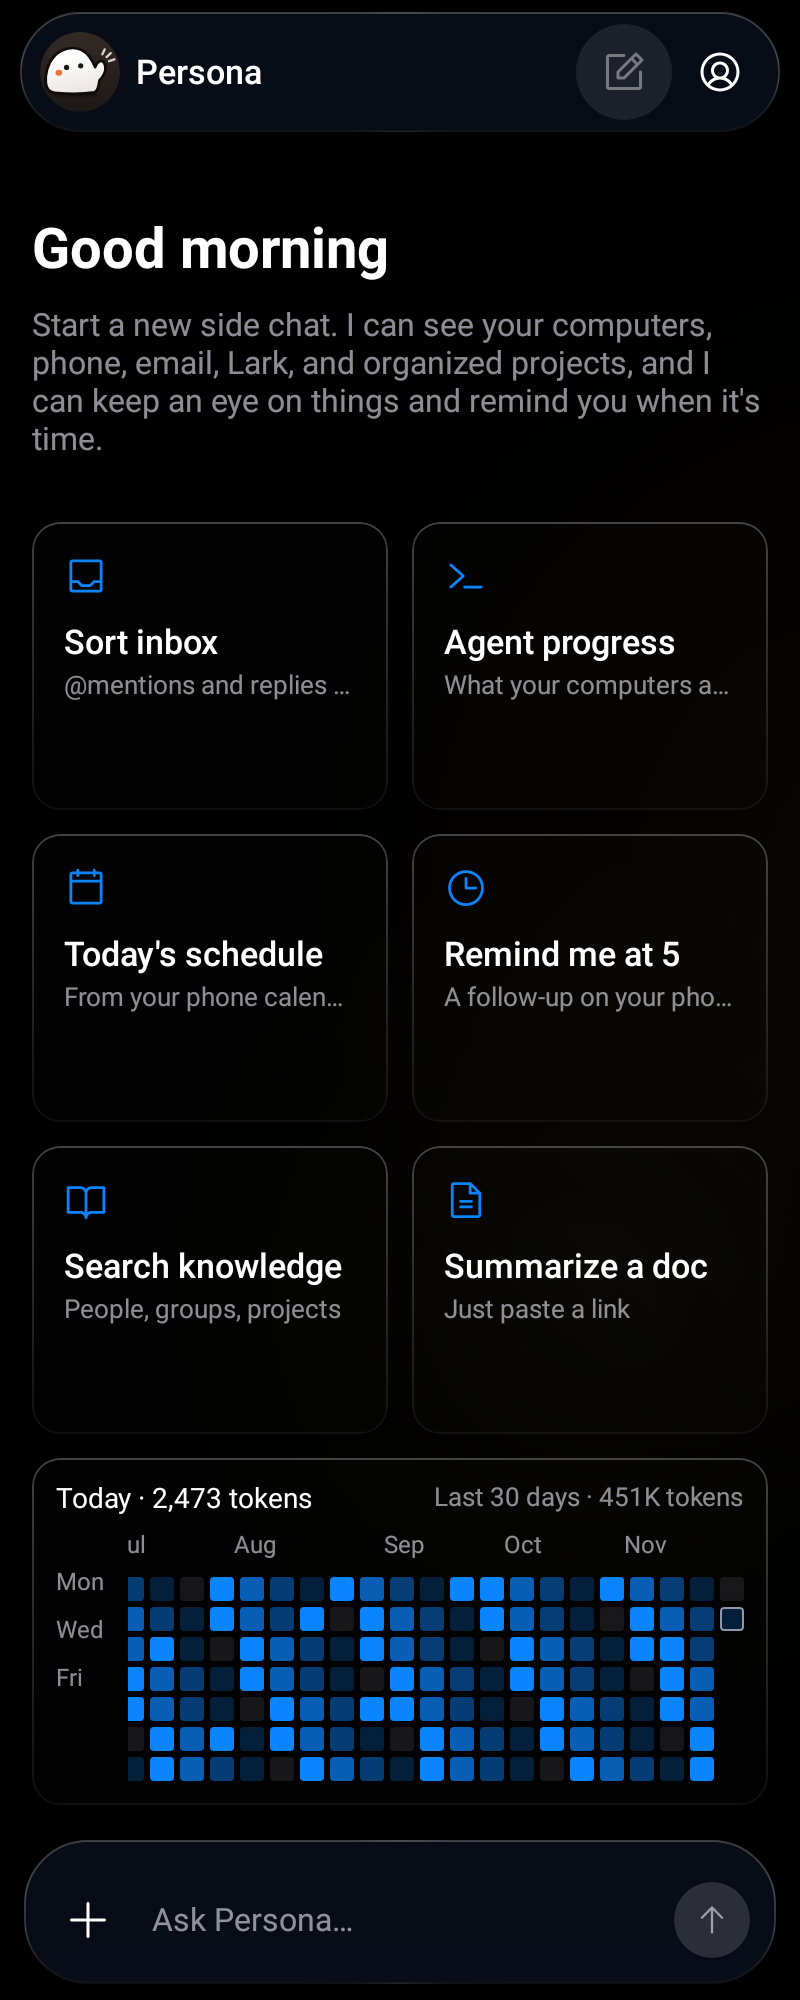 Persona
Good morning
Start a new side chat. I can see your computers,
phone, email, Lark, and organized projects, and I
can keep an eye on things and remind you when it's
time.
Sort inbox
@mentions and replies ...
Agent progress
What your computers a...
Today's schedule
From your phone calen...
Remind me at 5
A follow-up on your pho...
Search knowledge
People, groups, projects
Summarize a doc
Just paste a link
Today · 2,473 tokens
Last 30 days · 451K tokens
ul Aug Sep Oct Nov
Mon
Wed
Fri
Ask Persona...